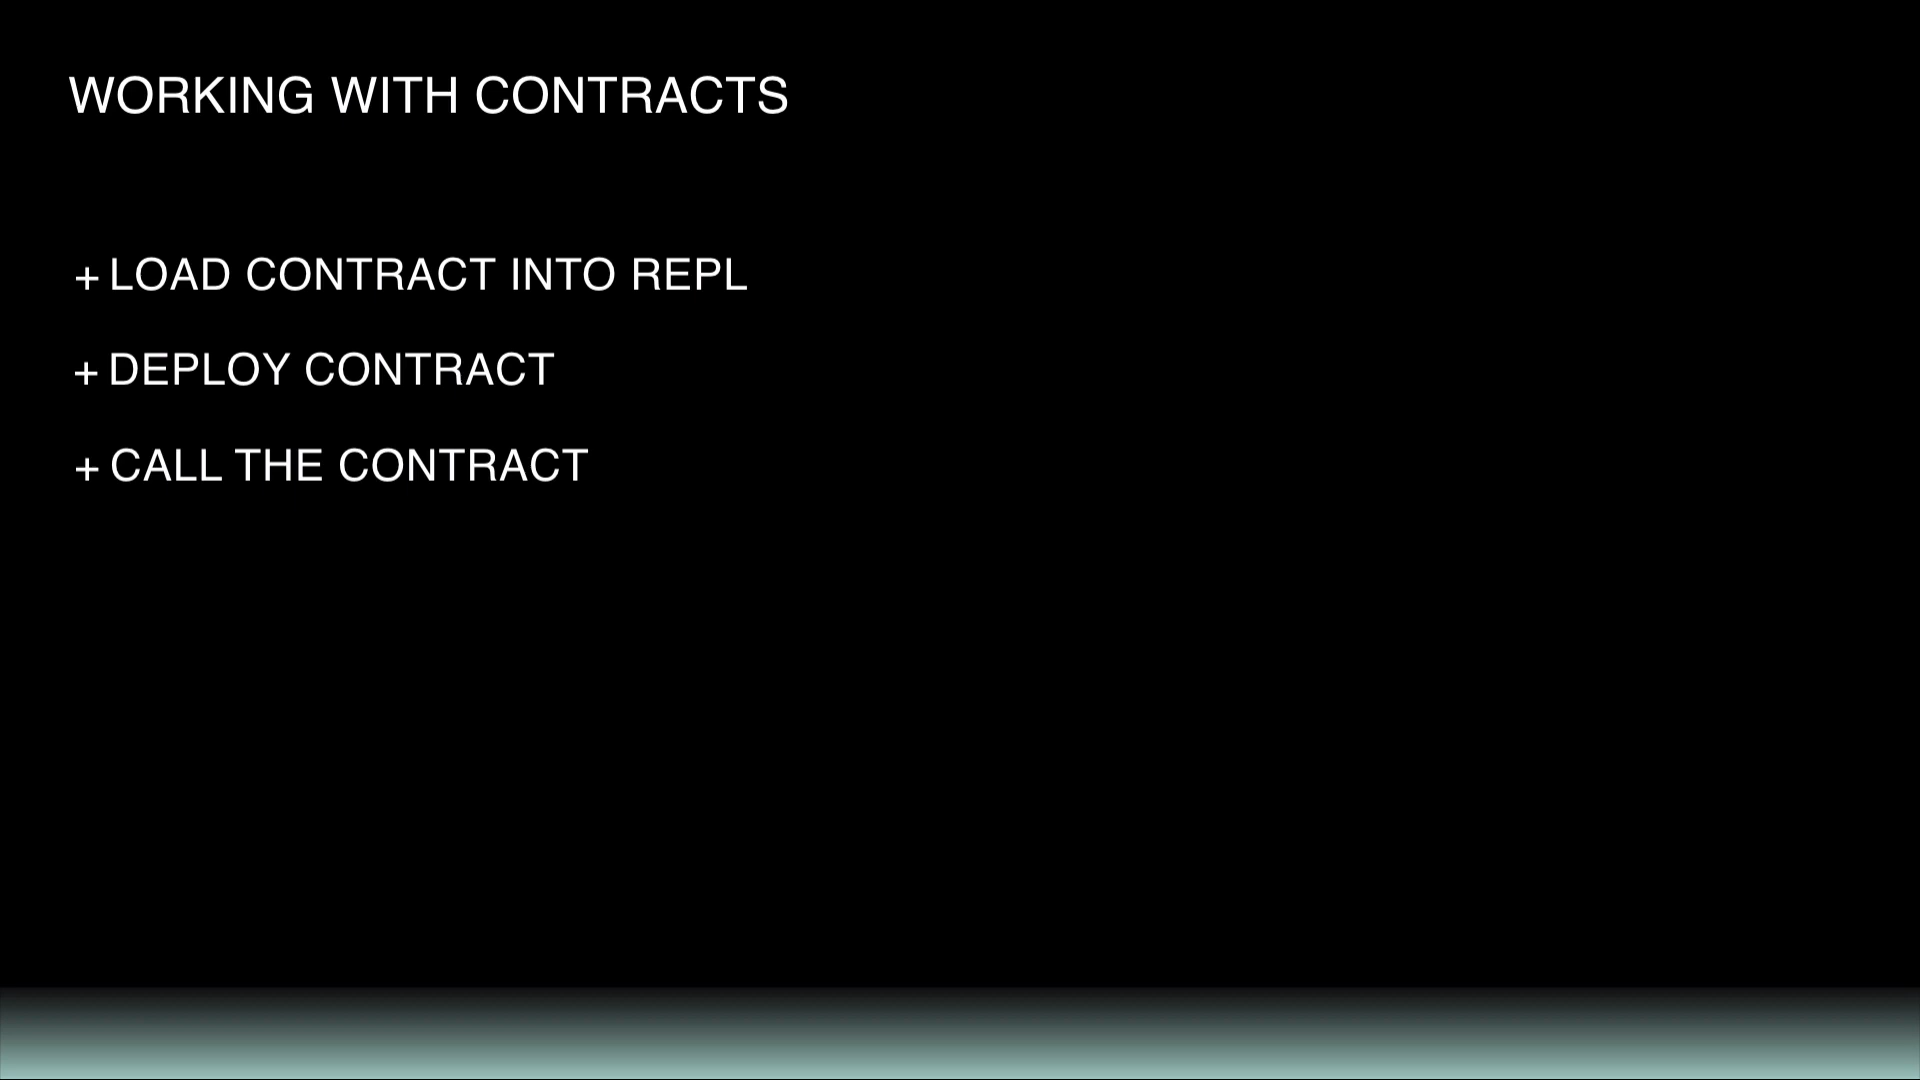 WORKING WITH CONTRACTS
+ LOAD CONTRACT INTO REPL
+ DEPLOY CONTRACT
+ CALL THE CONTRACT